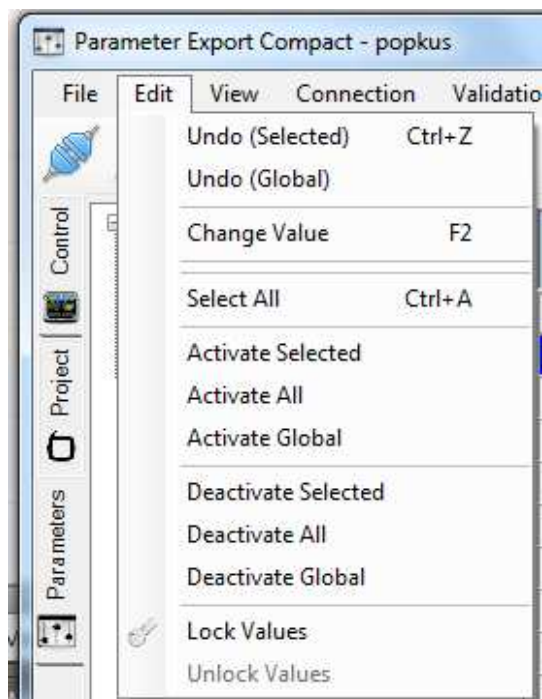 Parameter Export Compact - popkus
File Edit View Connection Validatio
Undo (Selected) Ctrl+Z
Undo (Global)
Change Value F2
Select All Ctrl+A
Activate Selected
Activate All
Activate Global
Deactivate Selected
Deactivate All
Deactivate Global
Lock Values
Unlock Values
Control
Project
Parameters